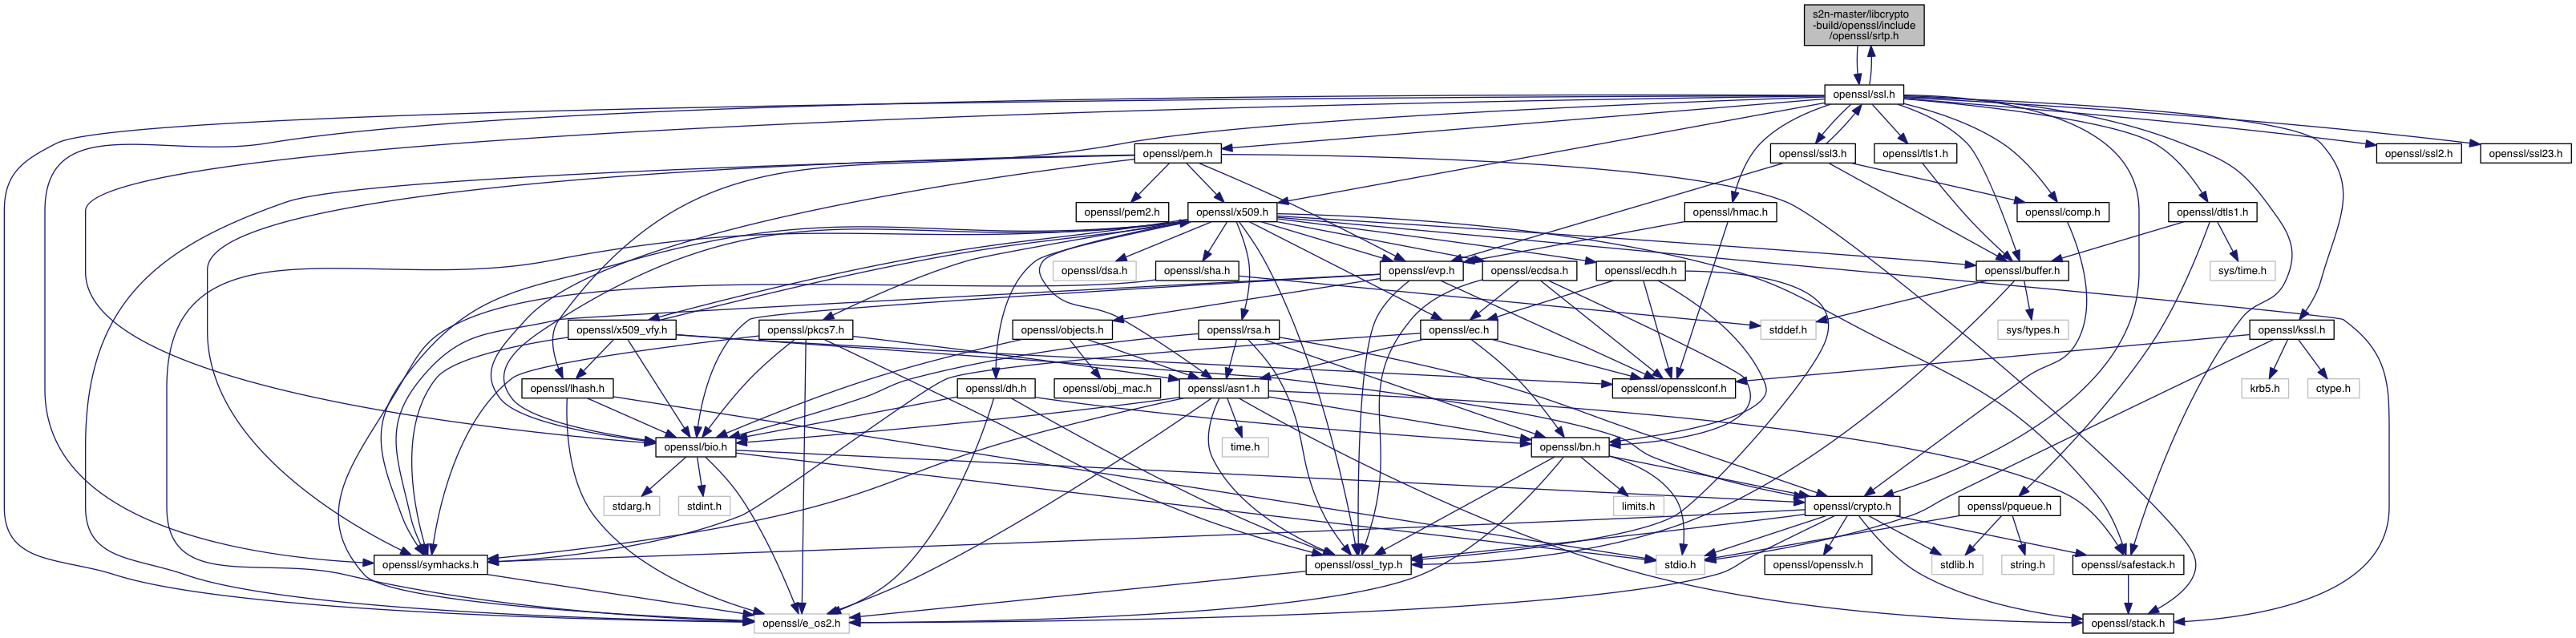 s2n-master/libcrypto
-build/openssl/include
/openssl/srtp.h
openssl/ssl.h
openssl/pem.h
openssl/ssl3.h
openssl/tls1.h
openssl/ssl2.h
openssl/ssl23.h
openssl/pem2.h
openssl/x509.h
openssl/hmac.h
openssl/comp.h
openssl/dtls1.h
openssl/dsa.h
openssl/sha.h
openssl/evp.h
openssl/ecdsa.h
openssl/ecdh.h
openssl/buffer.h
sys/time.h
openssl/x509_vfy.h
openssl/pkcs7.h
openssl/objects.h
openssl/rsa.h
openssl/ec.h
stddef.h
sys/types.h
openssl/kssl.h
openssl/lhash.h
openssl/dh.h
openssl/obj_mac.h
openssl/asn1.h
openssl/opensslconf.h
krb5.h
ctype.h
openssl/bio.h
time.h
openssl/bn.h
stdarg.h
stdint.h
limits.h
openssl/crypto.h
openssl/pqueue.h
openssl/symhacks.h
openssl/ossl_typ.h
stdio.h
openssl/opensslv.h
stdlib.h
string.h
openssl/safestack.h
openssl/e_os2.h
openssl/stack.h